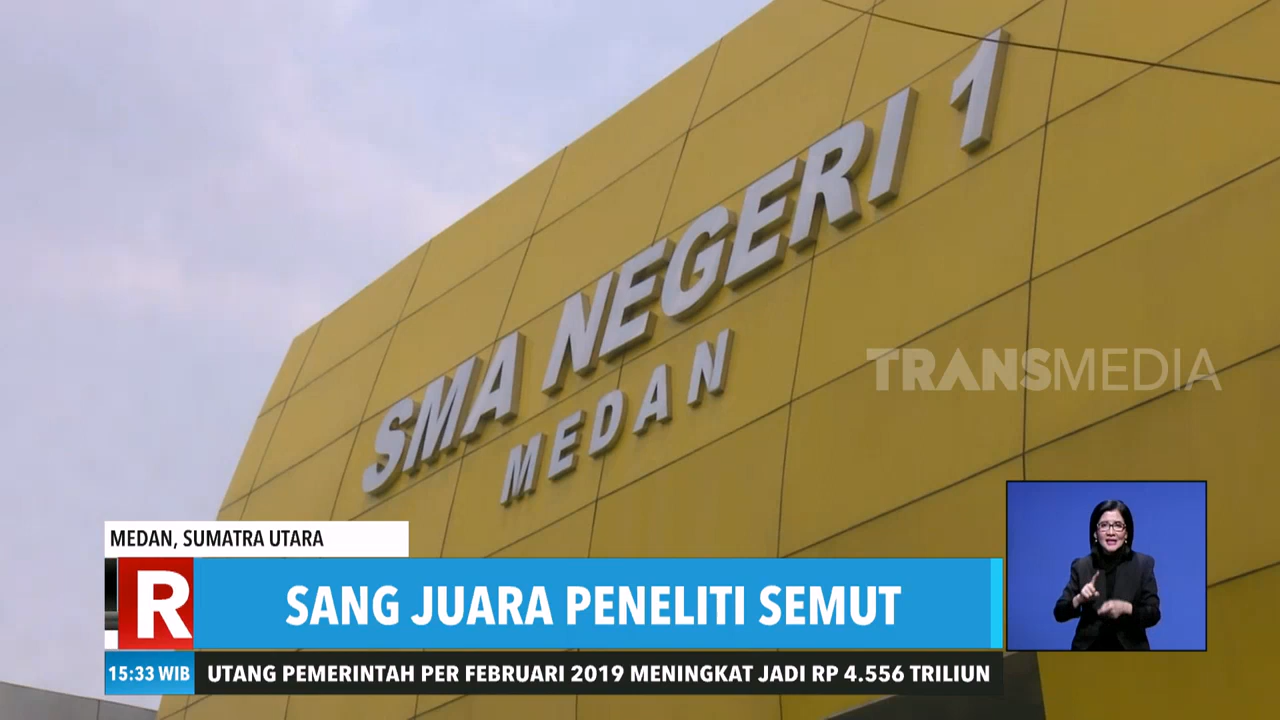 SMA NEGERI 1
MEDAN
TRANSMEDIA
MEDAN, SUMATRA UTARA
R
SANG JUARA PENELITI SEMUT
15:33 WIB
UTANG PEMERINTAH PER FEBRUARI 2019 MENINGKAT JADI RP 4.556 TRILIUN